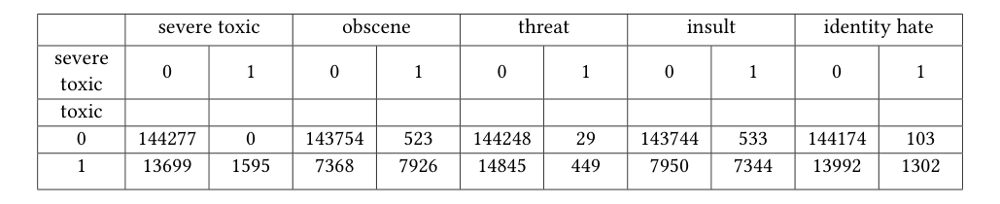 severe toxic obscene threat insult identity hate
severe toxic 0 1 0 1 0 1 0 1 0 1
toxic
0 144277 0 143754 523 144248 29 143744 533 144174 103
1 13699 1595 7368 7926 14845 449 7950 7344 13992 1302